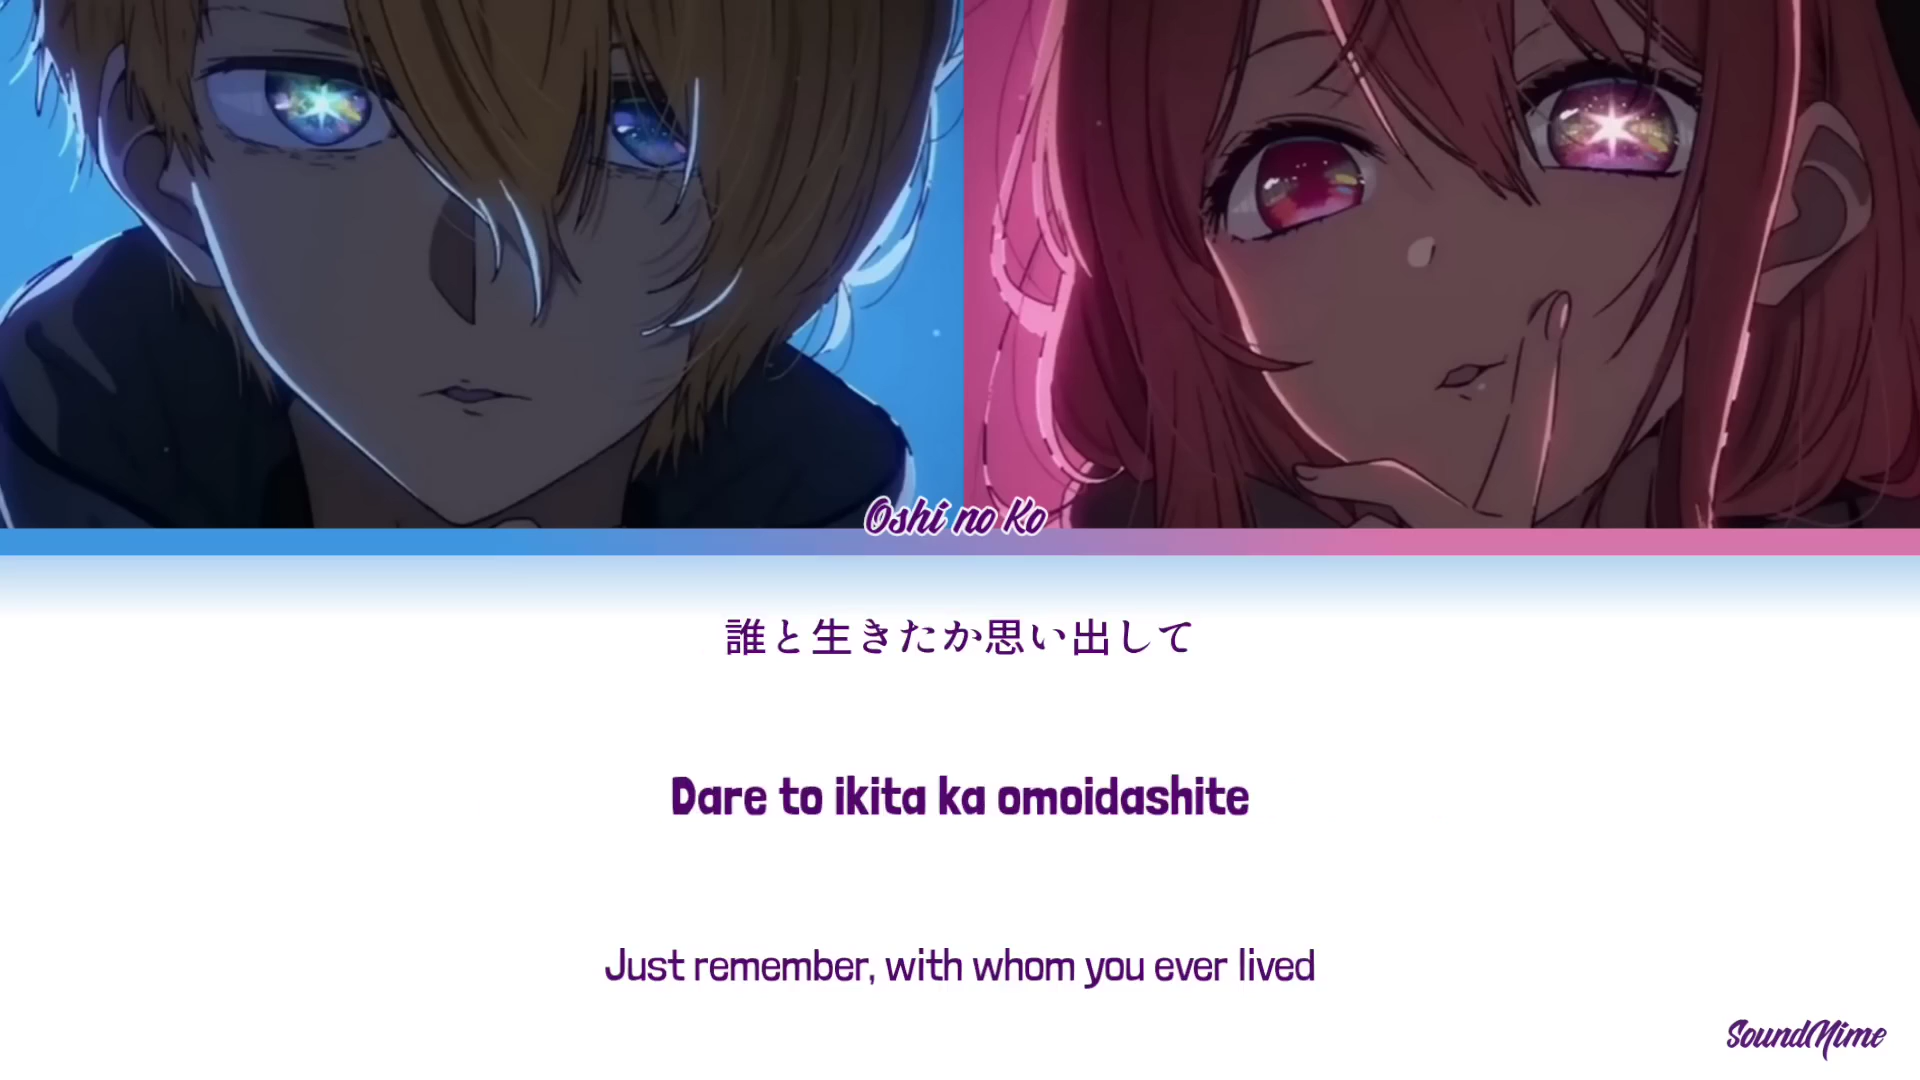 Oshi no Ko
誰と生きたか思い出して
Dare to ikita ka omoidashite
Just remember, with whom you ever lived
SoundMime